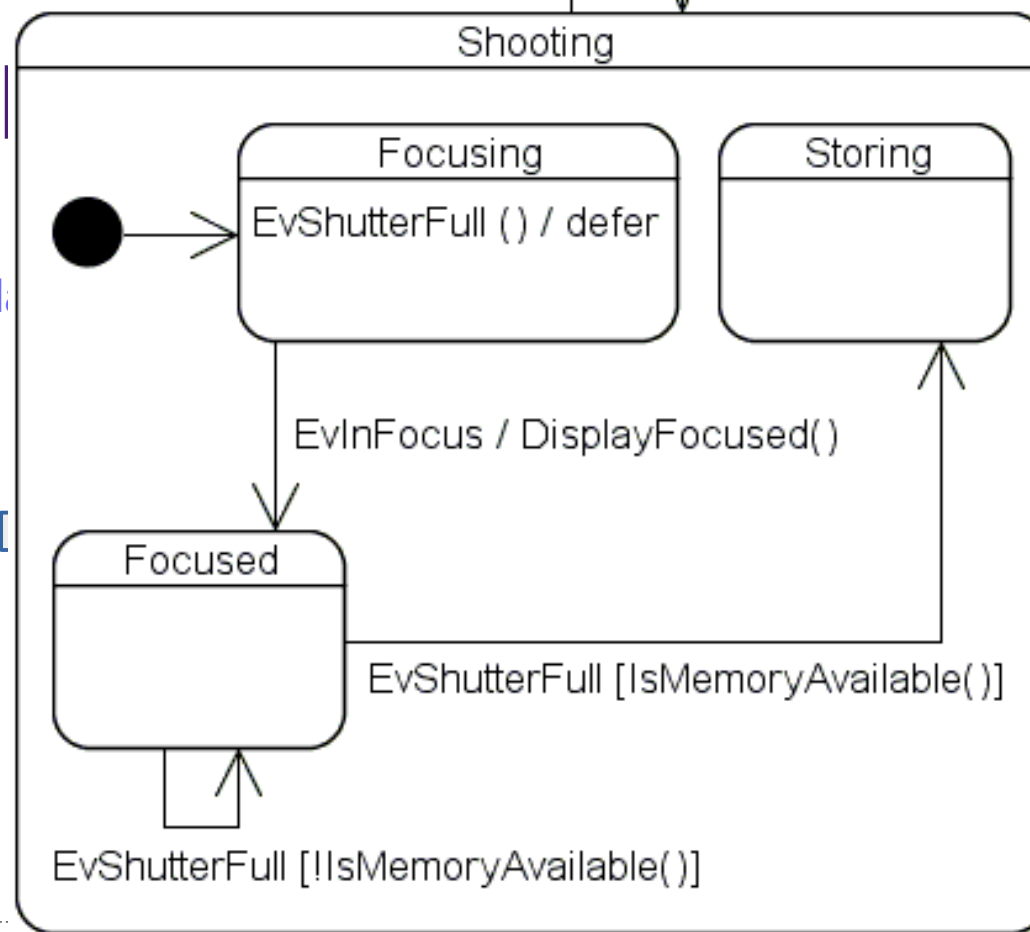 Shooting
Focusing
EvShutterFull () / defer
Storing
EvInFocus / DisplayFocused()
Focused
EvShutterFull [IsMemoryAvailable()]
EvShutterFull [!IsMemoryAvailable()]